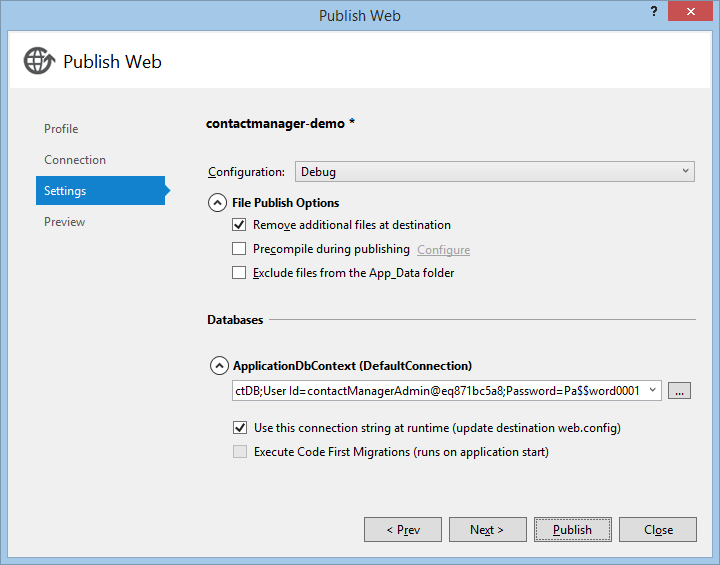 Publish Web
?
Publish Web
Profile
Connection
Settings
Preview
contactmanager-demo *
Configuration: Debug
File Publish Options
Remove additional files at destination
Precompile during publishing Configure
Exclude files from the App_Data folder
Databases
ApplicationDbContext (DefaultConnection)
ctDB;User Id=contactManagerAdmin@eq871bc5a8;Password=Pa$$word0001
...
Use this connection string at runtime (update destination web.config)
Execute Code First Migrations (runs on application start)
< Prev Next > Publish Close